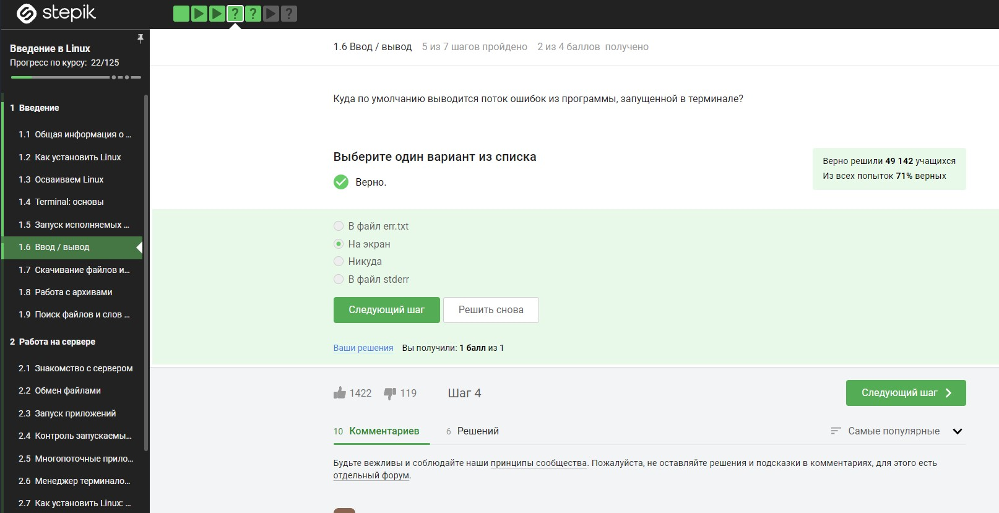 stepik
? ? ?
Введение в Linux
Прогресс по курсу: 22/125
1 Введение
1.1 Общая информация о ...
1.2 Как установить Linux
1.3 Осваиваем Linux
1.4 Terminal: основы
1.5 Запуск исполняемых ...
1.6 Ввод / вывод
1.7 Скачивание файлов и...
1.8 Работа с архивами
1.9 Поиск файлов и слов ...
2 Работа на сервере
2.1 Знакомство с сервером
2.2 Обмен файлами
2.3 Запуск приложений
2.4 Контроль запускаемы...
2.5 Многопоточные прило...
2.6 Менеджер терминало...
2.7 Как установить Linux: ...
1.6 Ввод / вывод 5 из 7 шагов пройдено 2 из 4 баллов получено
Куда по умолчанию выводится поток ошибок из программы, запущенной в терминале?
Выберите один вариант из списка
Верно.
Верно решили 49 142 учащихся
Из всех попыток 71% верных
В файл err.txt
На экран
Никуда
В файл stderr
Следующий шаг Решить снова
Ваши решения Вы получили: 1 балл из 1
1422 119 Шаг 4 Следующий шаг
10 Комментариев 6 Решений Самые популярные
Будьте вежливы и соблюдайте наши принципы сообщества. Пожалуйста, не оставляйте решения и подсказки в комментариях, для этого есть
отдельный форум.